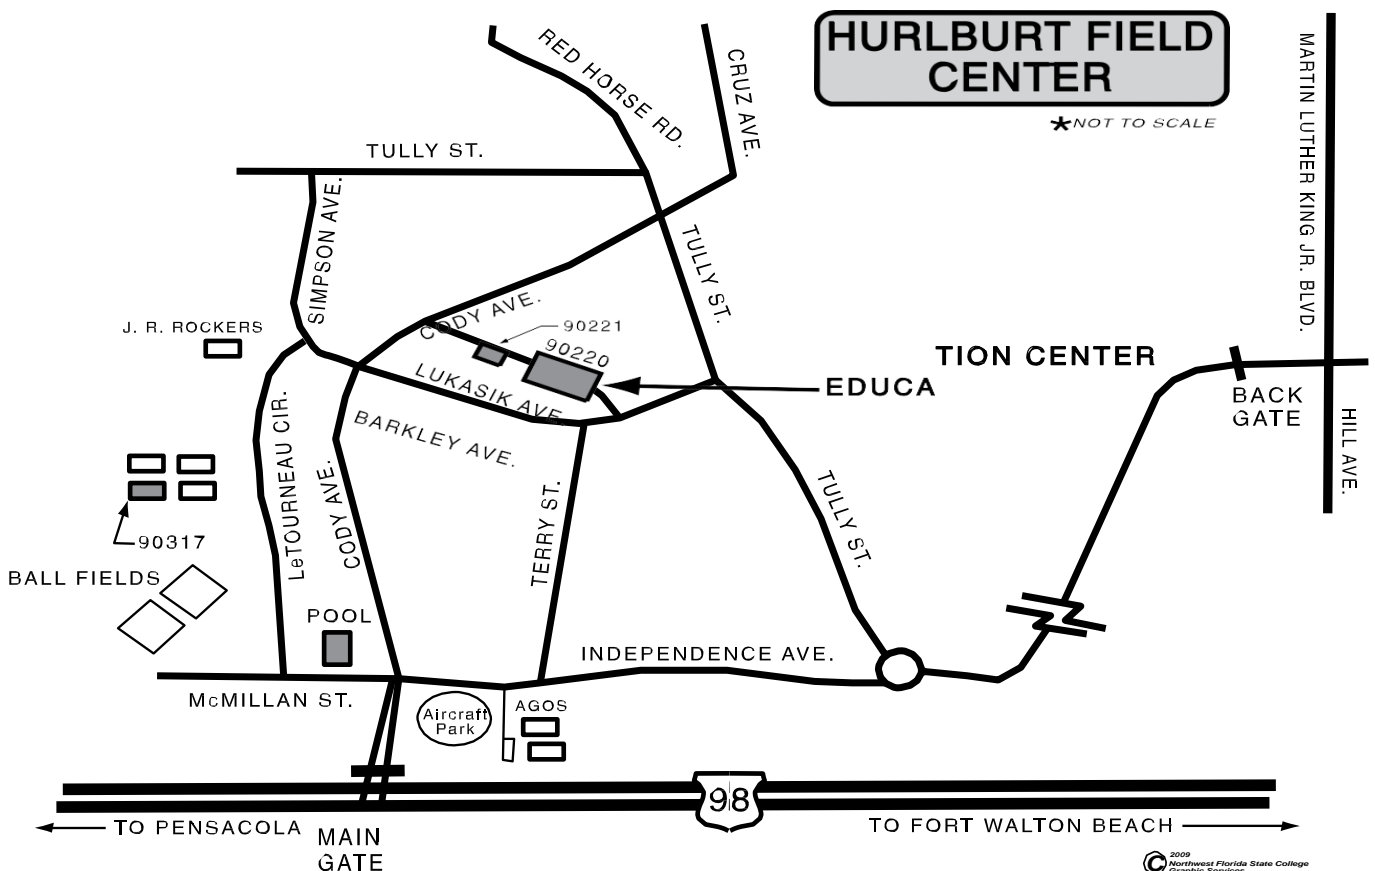 HURLBURT FIELD
CENTER
*NOT TO SCALE
RED HORSE RD.
CRUZ AVE.
MARTIN LUTHER KING JR. BLVD.
TULLY ST.
SIMPSON AVE.
TULLY ST.
CODY AVE.
90221
J. R. ROCKERS
90220
TION CENTER
EDUCA
LUKASIK AVE.
BACK
GATE
HILL AVE.
BARKLEY AVE.
LeTOURNEAU CIR.
CODY AVE.
TERRY ST.
TULLY ST.
90317
BALL FIELDS
POOL
INDEPENDENCE AVE.
McMILLAN ST.
Aircraft
Park
AGOS
98
TO PENSACOLA
MAIN
GATE
TO FORT WALTON BEACH
C 2009
Northwest Florida State College
Graphic Services